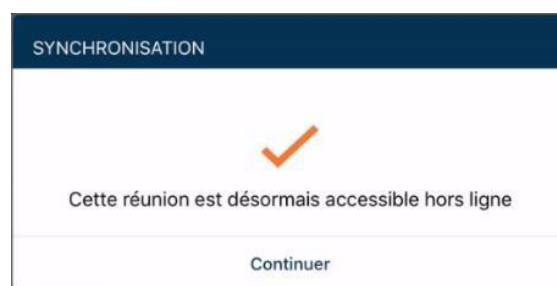 SYNCHRONISATION
Cette réunion est désormais accessible hors ligne
Continuer